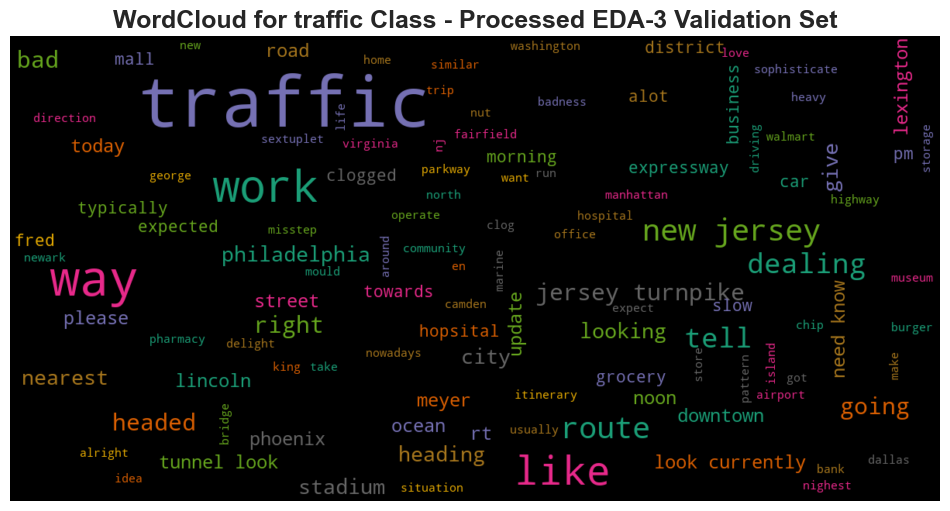 WordCloud for traffic Class - Processed EDA-3 Validation Set
bad
mall
new
road
home
similar
washington
district
love
sophisticate
lexington
traffic
trip
life
nut
badness
alot
business
heavy
direction
today
sextuplet
virginia
ju
fairfield
morning
expressway
driving
walmart
give
pm
storage
george
work
clogged
parkway
want
run
manhattan
car
highway
typically
expected
misstep
north
operate
clog
hospital
office
new jersey
fred
newark
philadelphia
mould
around
community
en
marine
dealing
museum
way
please
street
towards
camden
jersey turnpike
expect
slow
need know
chip
burger
pharmacy
right
delight
hopsital
update
looking
tell
nearest
lincoln
king
take
nowadays
city
grocery
store
pattern
island
got
make
headed
bridge
phoenix
meyer
ocean
rt
itinerary
usually
noon
route
downtown
airport
going
alright
idea
tunnel look
stadium
heading
situation
like
look currently
bank
nighest
dallas